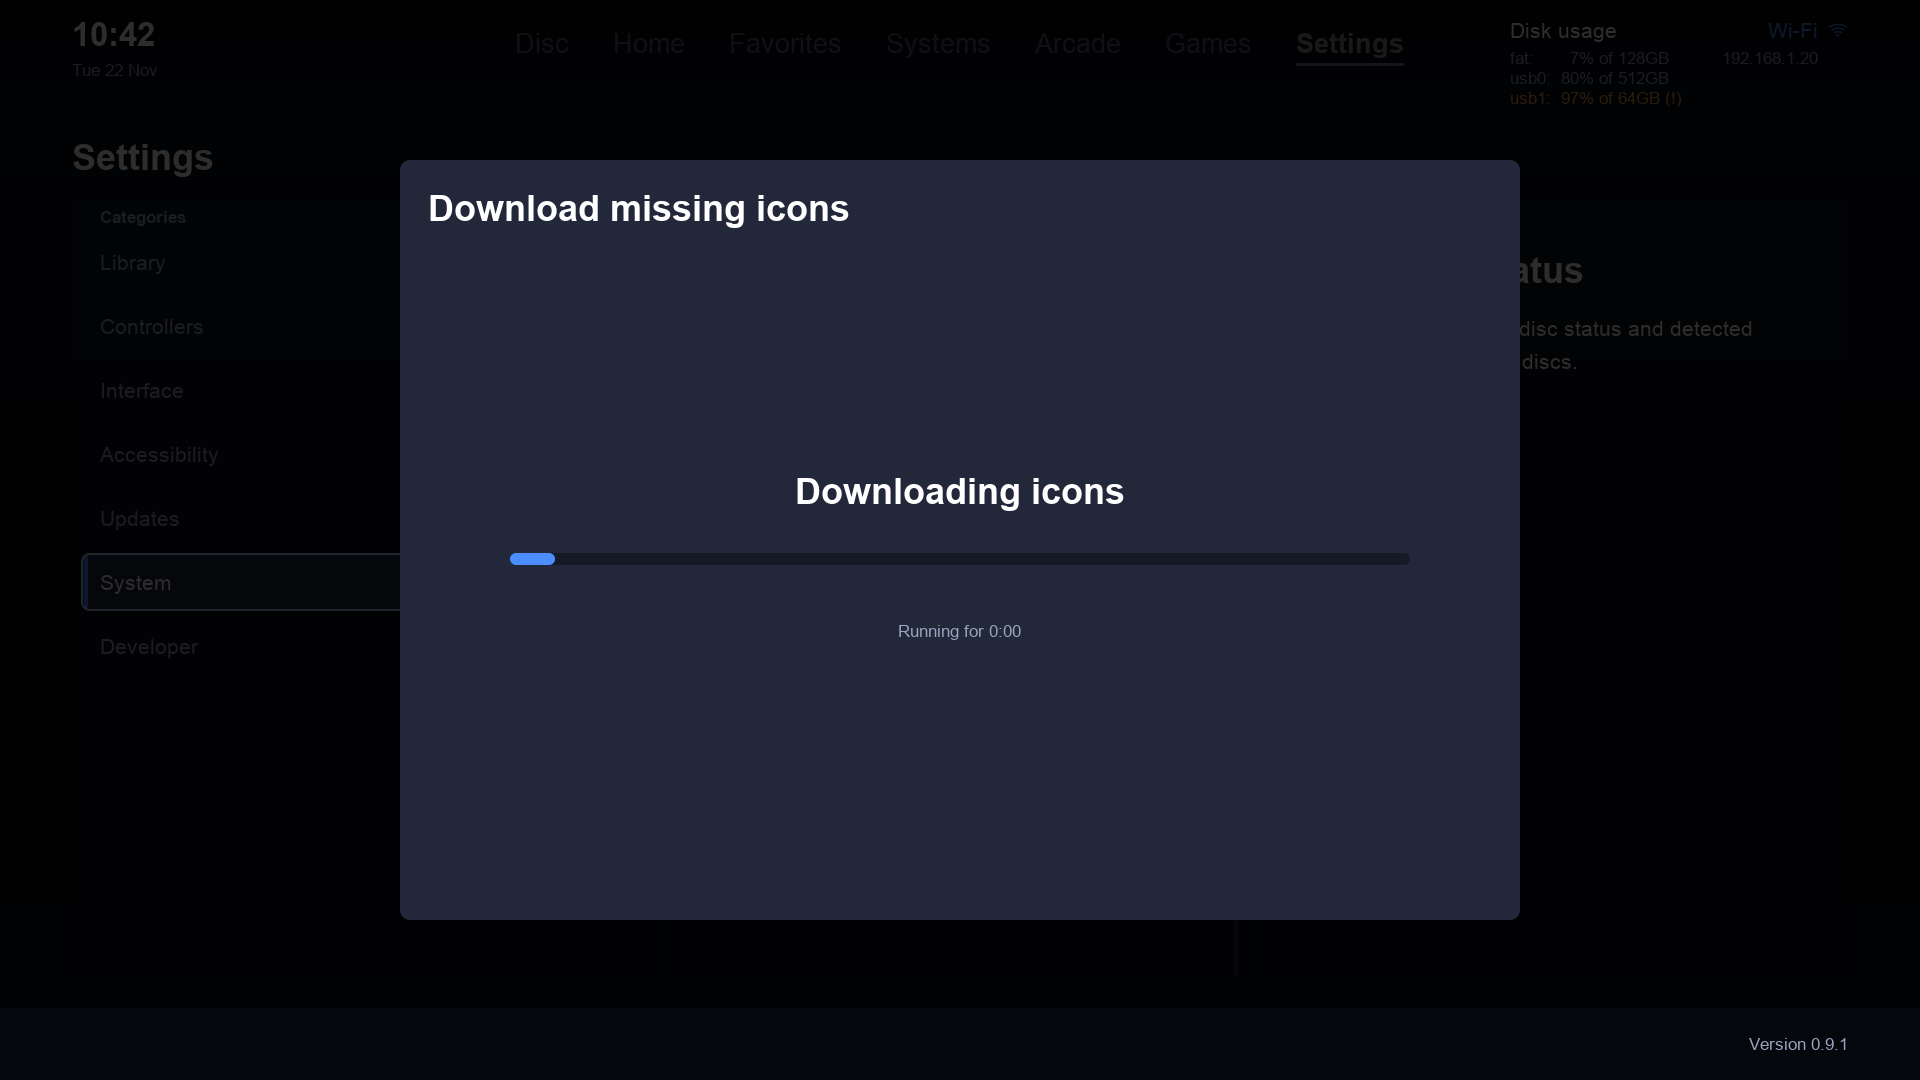 10:42
Tue 22 Nov
Disc
Home
Favorites
Systems
Arcade
Games
Settings
Disk usage
fat: 7% of 128GB
usb0: 80% of 512GB
usb1: 97% of 64GB (!)
Wi-Fi
192.168.1.20
Settings
Categories
Library
Controllers
Interface
Accessibility
Updates
System
Developer
Download missing icons
Downloading icons
Running for 0:00
atus
disc status and detected
discs.
Version 0.9.1